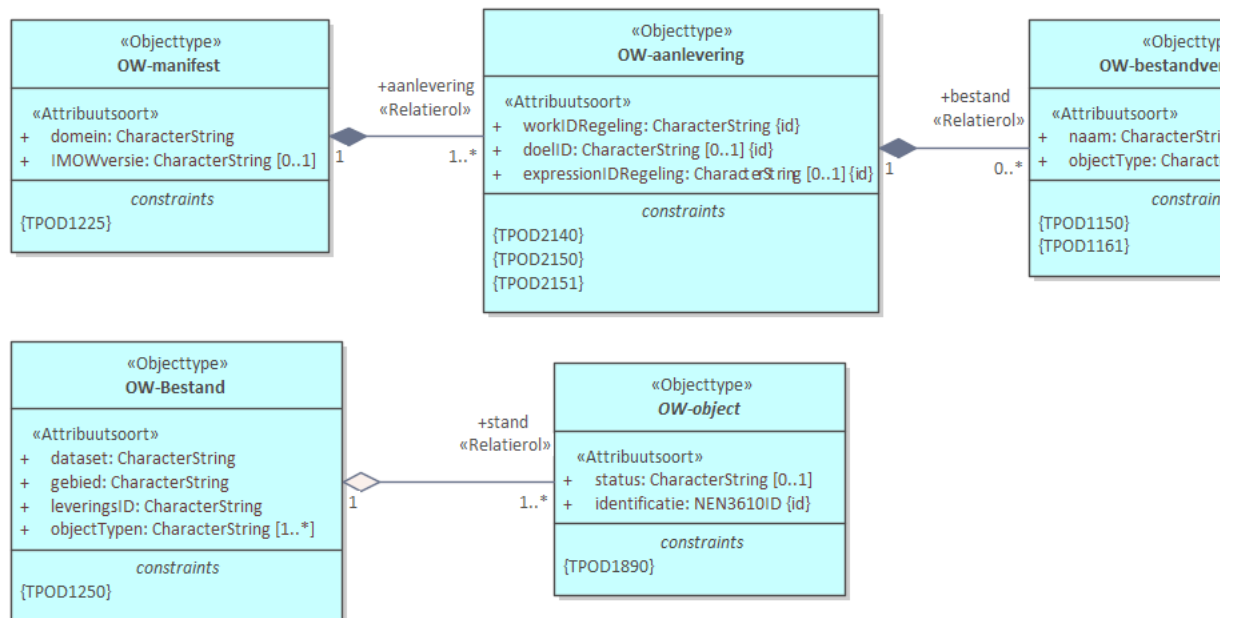 «Objecttype»
OW-manifest
«Attribuutsoort»
+ domein: CharacterString
+ IMOWversie: CharacterString [0..1]
constraints
{TPOD1225}
+aanlevering
«Relatierol»
1
1..*
«Objecttype»
OW-aanlevering
«Attribuutsoort»
+ workIDRegeling: CharacterString {id}
+ doelID: CharacterString [0..1] {id}
+ expressionIDRegeling: CharacterString [0..1] {id}
constraints
{TPOD2140}
{TPOD2150}
{TPOD2151}
+bestand
«Relatierol»
1
0..*
«Objecttyp
OW-bestandver
«Attribuutsoort»
+ naam: CharacterStri
+ objectType: Charact
constrain
{TPOD1150}
{TPOD1161}
«Objecttype»
OW-Bestand
«Attribuutsoort»
+ dataset: CharacterString
+ gebied: CharacterString
+ leveringsID: CharacterString
+ objectTypen: CharacterString [1..*]
constraints
{TPOD1250}
+stand
«Relatierol»
1
1..*
«Objecttype»
OW-object
«Attribuutsoort»
+ status: CharacterString [0..1]
+ identificatie: NEN3610ID {id}
constraints
{TPOD1890}